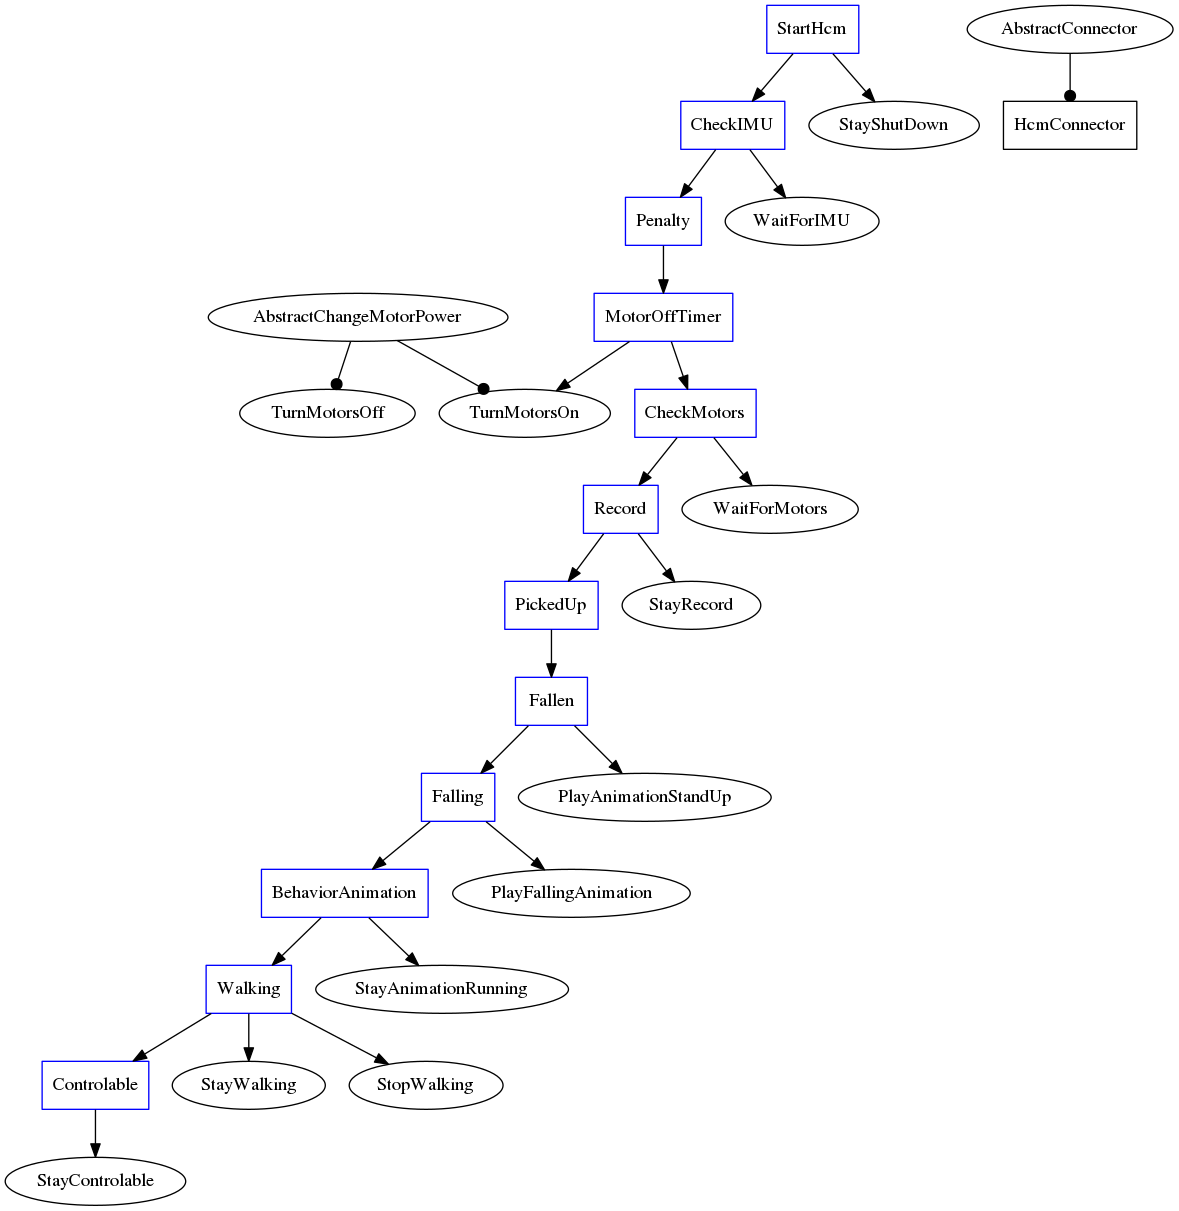 StartHcm
AbstractConnector
CheckIMU
StayShutDown
HcmConnector
Penalty
WaitForIMU
AbstractChangeMotorPower
MotorOffTimer
TurnMotorsOff
TurnMotorsOn
CheckMotors
Record
WaitForMotors
PickedUp
StayRecord
Fallen
Falling
PlayAnimationStandUp
BehaviorAnimation
PlayFallingAnimation
Walking
StayAnimationRunning
Controlable
StayWalking
StopWalking
StayControlable